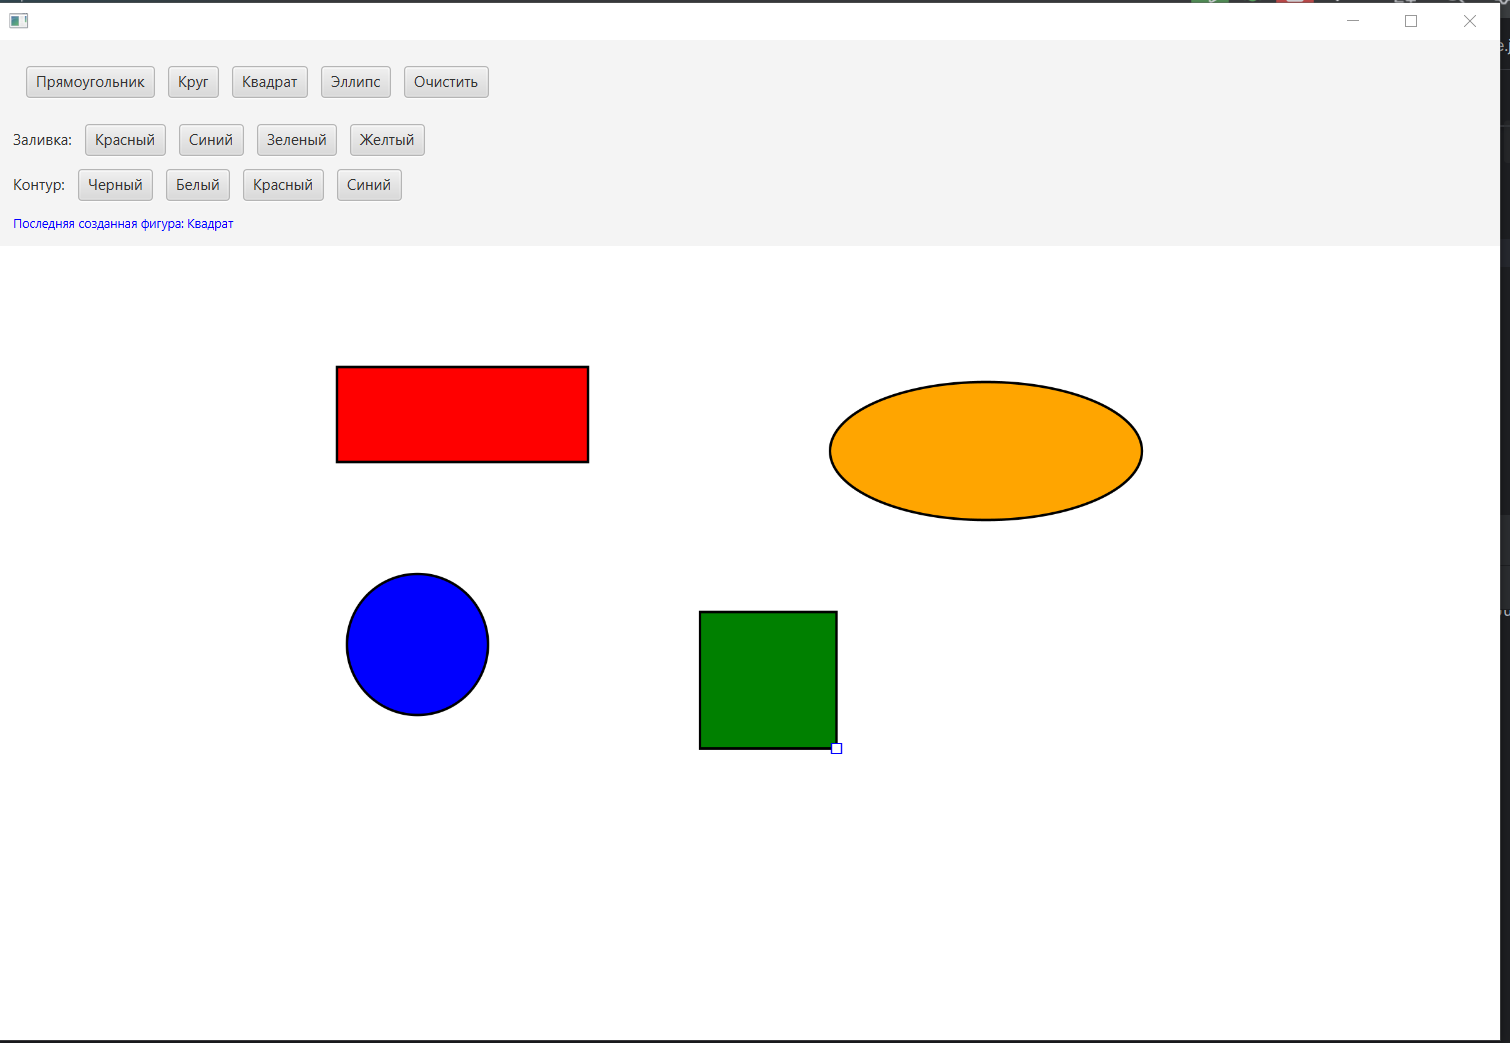 Прямоугольник Круг Квадрат Эллипс Очистить
Заливка: Красный Синий Зеленый Желтый
Контур: Черный Белый Красный Синий
Последняя созданная фигура: Квадрат